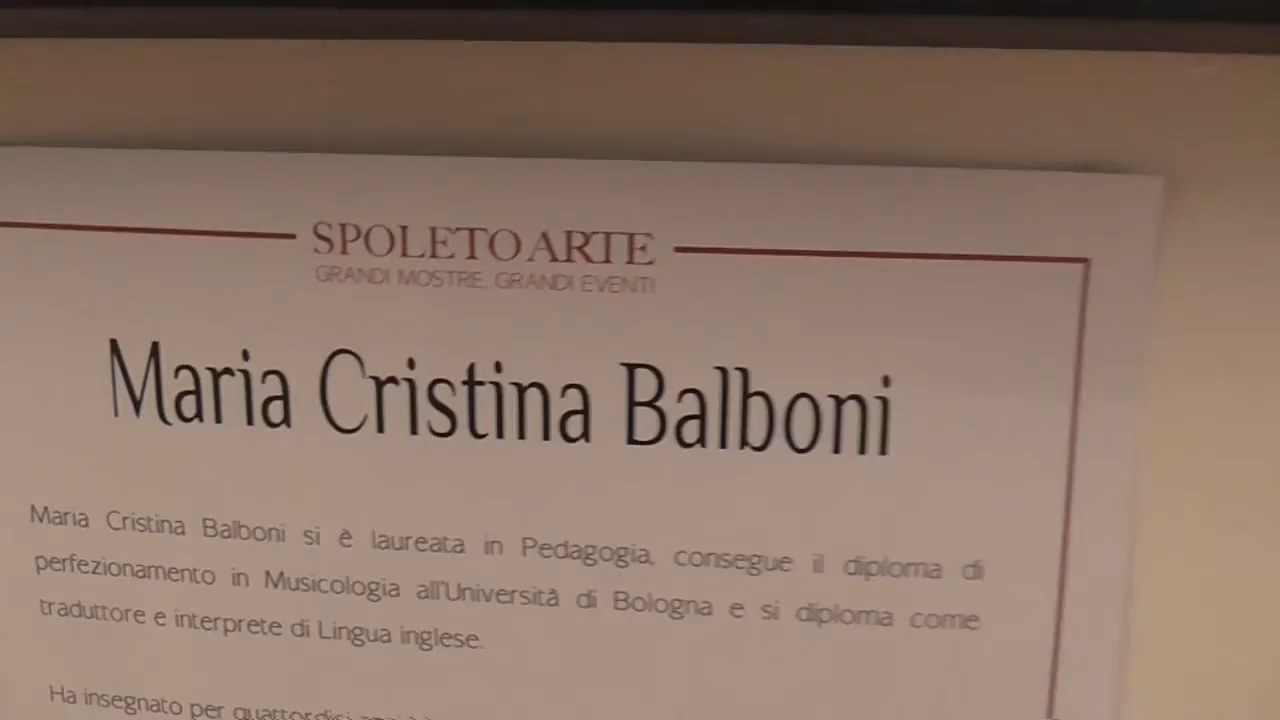 SPOLETO ARTE
GRANDI MOSTRE, GRANDI EVENTI
Maria Cristina Balboni
Maria Cristina Balboni si è laureata in Pedagogia, consegue il diploma di
perfezionamento in Musicologia all'Università di Bologna e si diploma come
traduttore e interprete di Lingua inglese.
Ha insegnato per quattordici